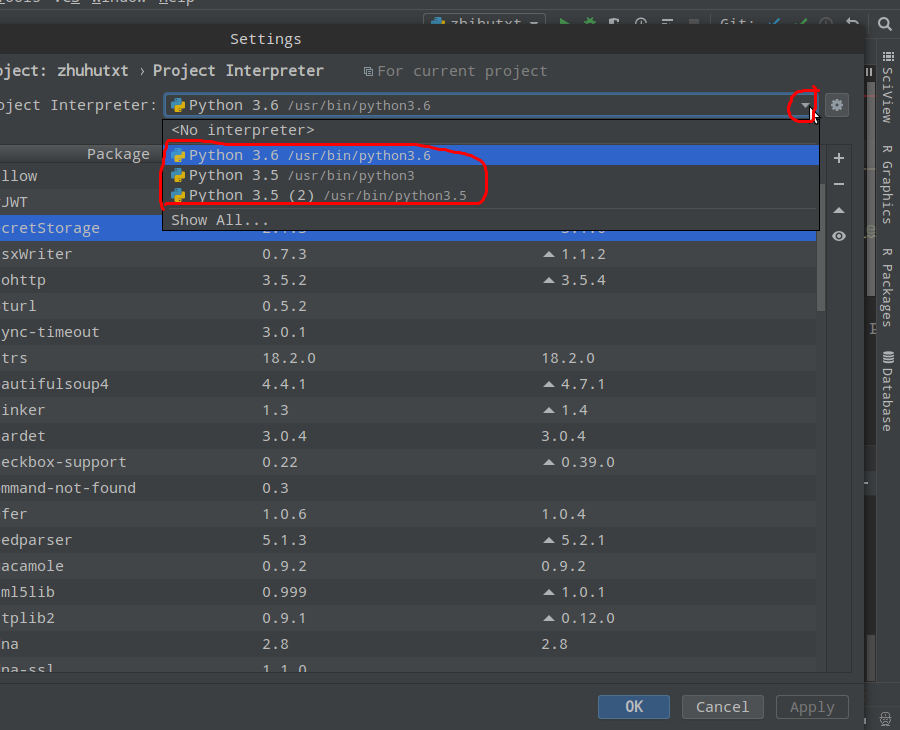 Tools VCS Window Help
zhihutxt
Git:
Settings
oject: zhuhutxt › Project Interpreter For current project
oject Interpreter: Python 3.6 /usr/bin/python3.6
<No interpreter>
Python 3.6 /usr/bin/python3.6
Python 3.5 /usr/bin/python3
Python 3.5 (2) /usr/bin/python3.5
Show All...
Package
llow
JWT
cretStorage
sxWriter 0.7.3 1.1.2
ohttp 3.5.2 3.5.4
turl 0.5.2
ync-timeout 3.0.1
trs 18.2.0 18.2.0
autifulsoup4 4.4.1 4.7.1
inker 1.3 1.4
ardet 3.0.4 3.0.4
eckbox-support 0.22 0.39.0
mmand-not-found 0.3
fer 1.0.6 1.0.4
edparser 5.1.3 5.2.1
acamole 0.9.2 0.9.2
ml5lib 0.999 1.0.1
tplib2 0.9.1 0.12.0
na 2.8 2.8
na-ssl 1.1.0
OK Cancel Apply
SciView
R Graphics
R Packages
Database